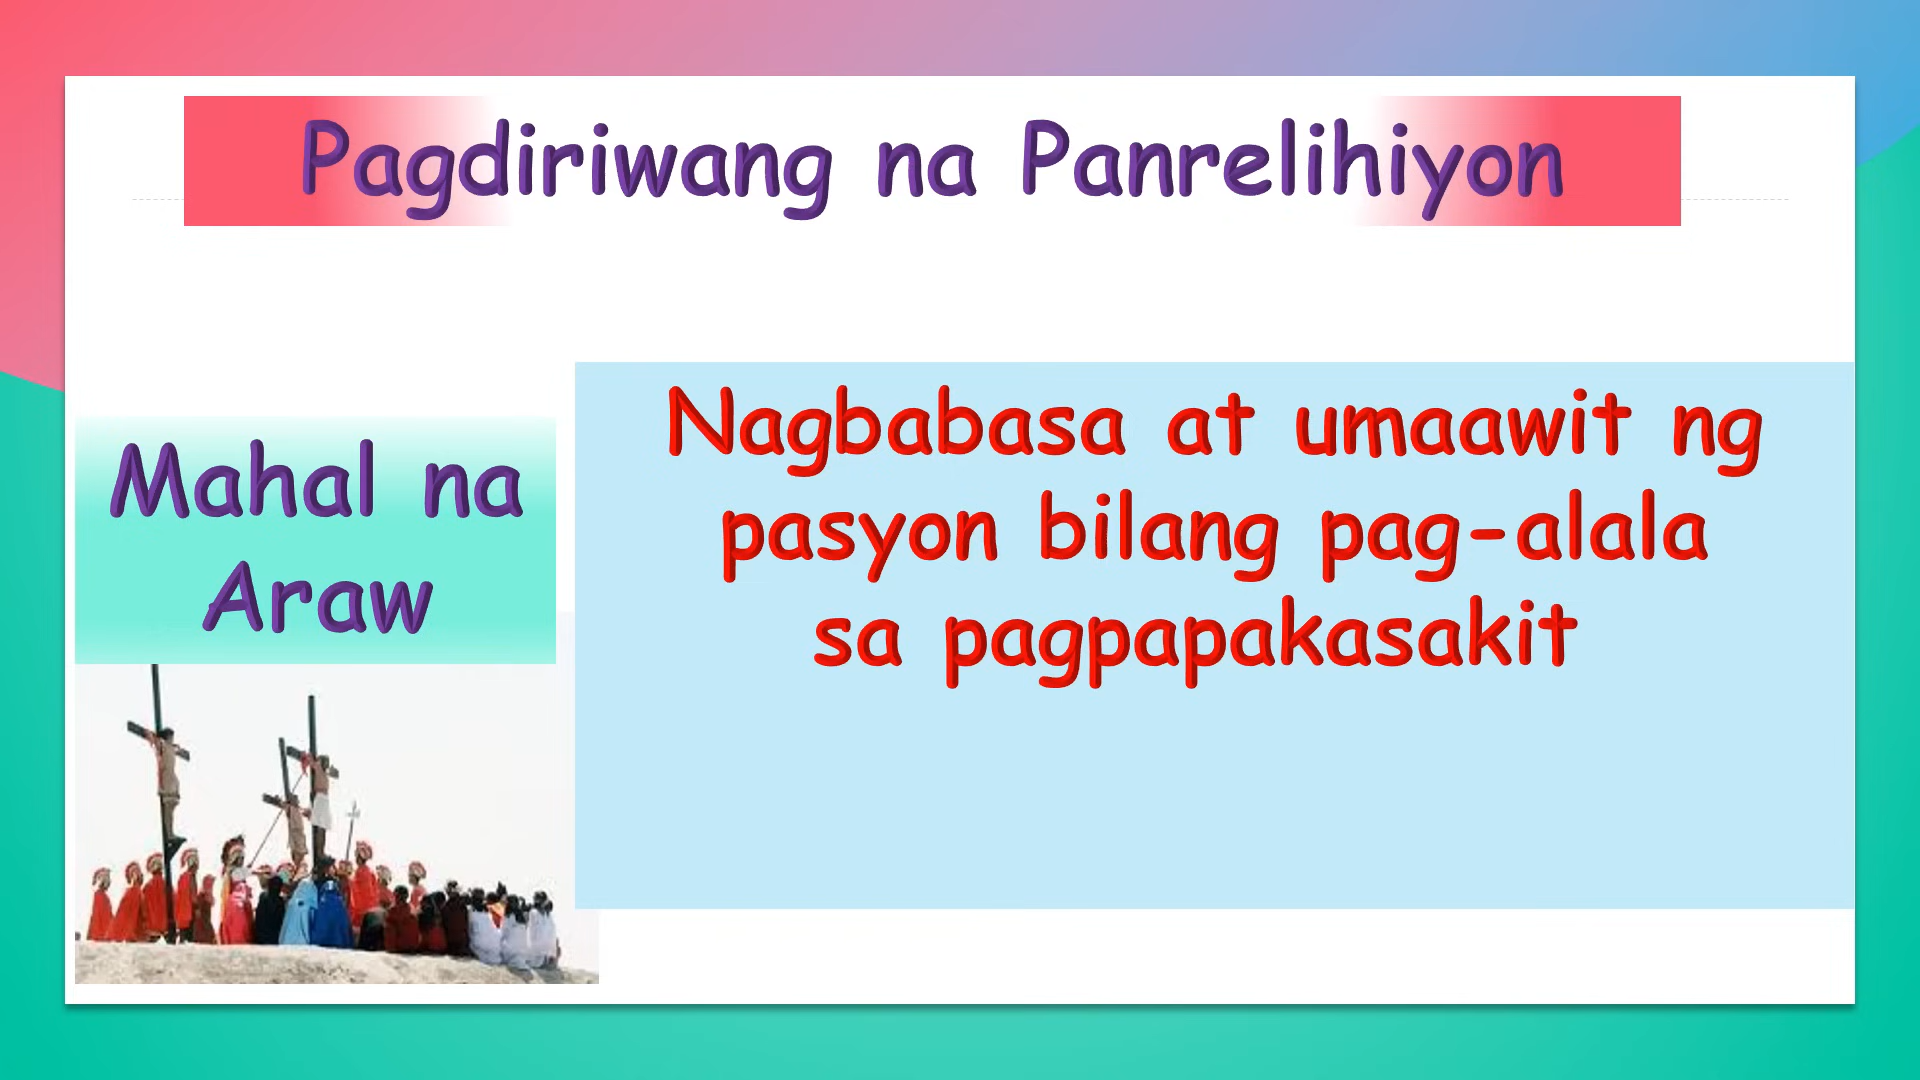 Pagdiriwang na Panrelihiyon
Mahal na
Araw
Nagbabasa at umaawit ng
pasyon bilang pag-alala
sa pagpapakasakit